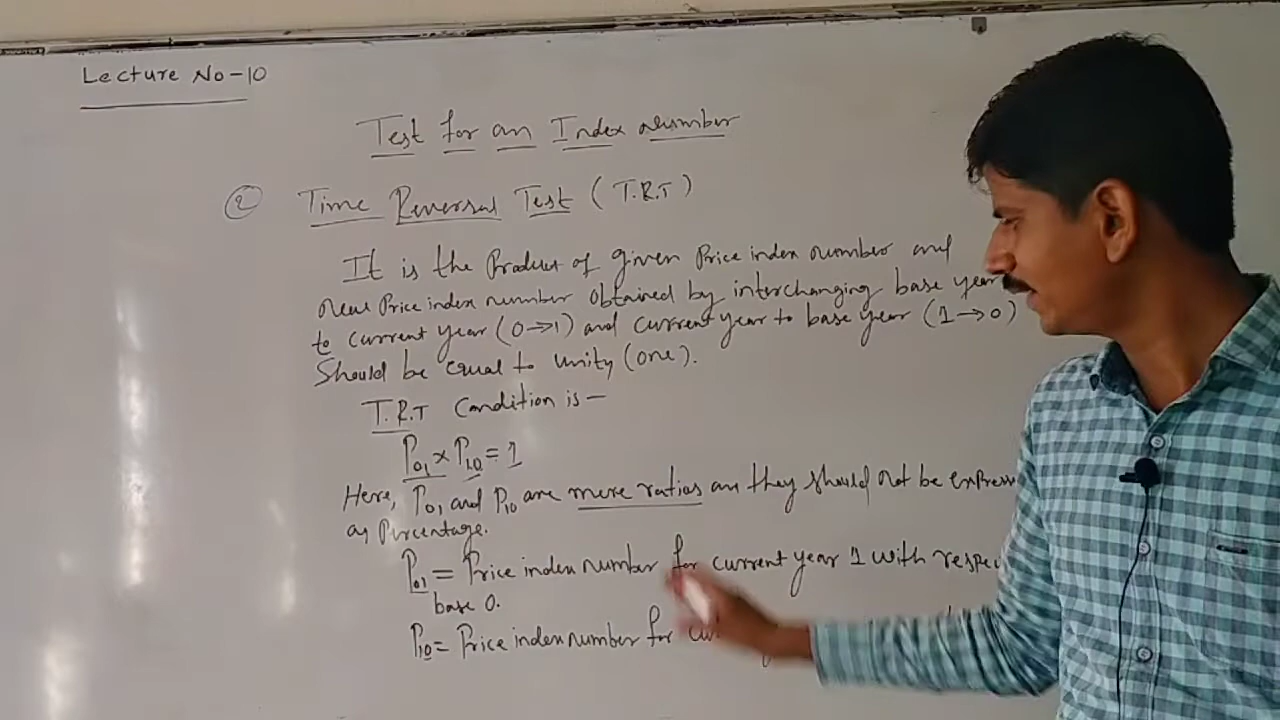 Lecture No-10
Test for an Index Number
② Time Reversal Test (T.R.T)
It is the Product of given Price index number and
new Price index number obtained by interchanging base year
to current year (0→1) and current year to base year (1→0)
Should be equal to unity (one).
T.R.T Condition is -
P₀₁ × P₁₀ = 1
Here, P₀₁ and P₁₀ are mere ratios and they should not be
as Percentage.
P₀₁ = Price index number for current year 1 with
base 0.
P₁₀ = Price index number for